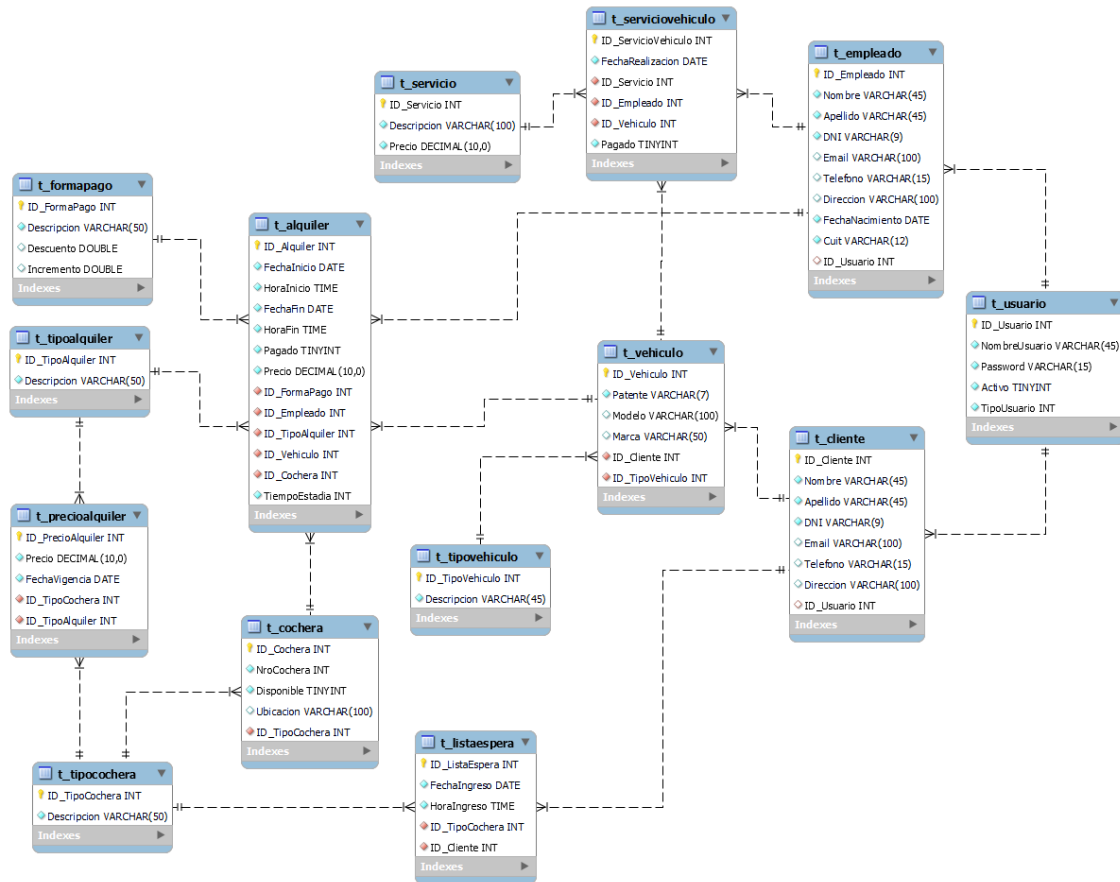 t_serviciovehiculo
ID_ServicioVehiculo INT
FechaRealizacion DATE
ID_Servicio INT
ID_Empleado INT
ID_Vehiculo INT
Pagado TINYINT
Indexes
t_empleado
ID_Empleado INT
Nombre VARCHAR(45)
Apellido VARCHAR(45)
DNI VARCHAR(9)
Email VARCHAR(100)
Telefono VARCHAR(15)
Direccion VARCHAR(100)
FechaNacimiento DATE
Cuit VARCHAR(12)
ID_Usuario INT
Indexes
t_servicio
ID_Servicio INT
Descripcion VARCHAR(100)
Precio DECIMAL(10,0)
Indexes
t_formapago
ID_FormaPago INT
Descripcion VARCHAR(50)
Descuento DOUBLE
Incremento DOUBLE
Indexes
t_alquiler
ID_Alquiler INT
FechaInicio DATE
HoraInicio TIME
FechaFin DATE
HoraFin TIME
Pagado TINYINT
Precio DECIMAL(10,0)
ID_FormaPago INT
ID_Empleado INT
ID_TipoAlquiler INT
ID_Vehiculo INT
ID_Cochera INT
TiempoEstadia INT
Indexes
t_usuario
ID_Usuario INT
NombreUsuario VARCHAR(45)
Password VARCHAR(15)
Activo TINYINT
TipoUsuario INT
Indexes
t_tipoalquiler
ID_TipoAlquiler INT
Descripcion VARCHAR(50)
Indexes
t_vehiculo
ID_Vehiculo INT
Patente VARCHAR(7)
Modelo VARCHAR(100)
Marca VARCHAR(50)
ID_Cliente INT
ID_TipoVehiculo INT
Indexes
t_cliente
ID_Cliente INT
Nombre VARCHAR(45)
Apellido VARCHAR(45)
DNI VARCHAR(9)
Email VARCHAR(100)
Telefono VARCHAR(15)
Direccion VARCHAR(100)
ID_Usuario INT
Indexes
t_precioalquiler
ID_PrecioAlquiler INT
Precio DECIMAL(10,0)
FechaVigencia DATE
ID_TipoCochera INT
ID_TipoAlquiler INT
Indexes
t_tipovehiculo
ID_TipoVehiculo INT
Descripcion VARCHAR(45)
Indexes
t_cochera
ID_Cochera INT
NroCochera INT
Disponible TINYINT
Ubicacion VARCHAR(100)
ID_TipoCochera INT
Indexes
t_listaespera
ID_ListaEspera INT
FechaIngreso DATE
HoraIngreso TIME
ID_TipoCochera INT
ID_Cliente INT
Indexes
t_tipocochera
ID_TipoCochera INT
Descripcion VARCHAR(50)
Indexes